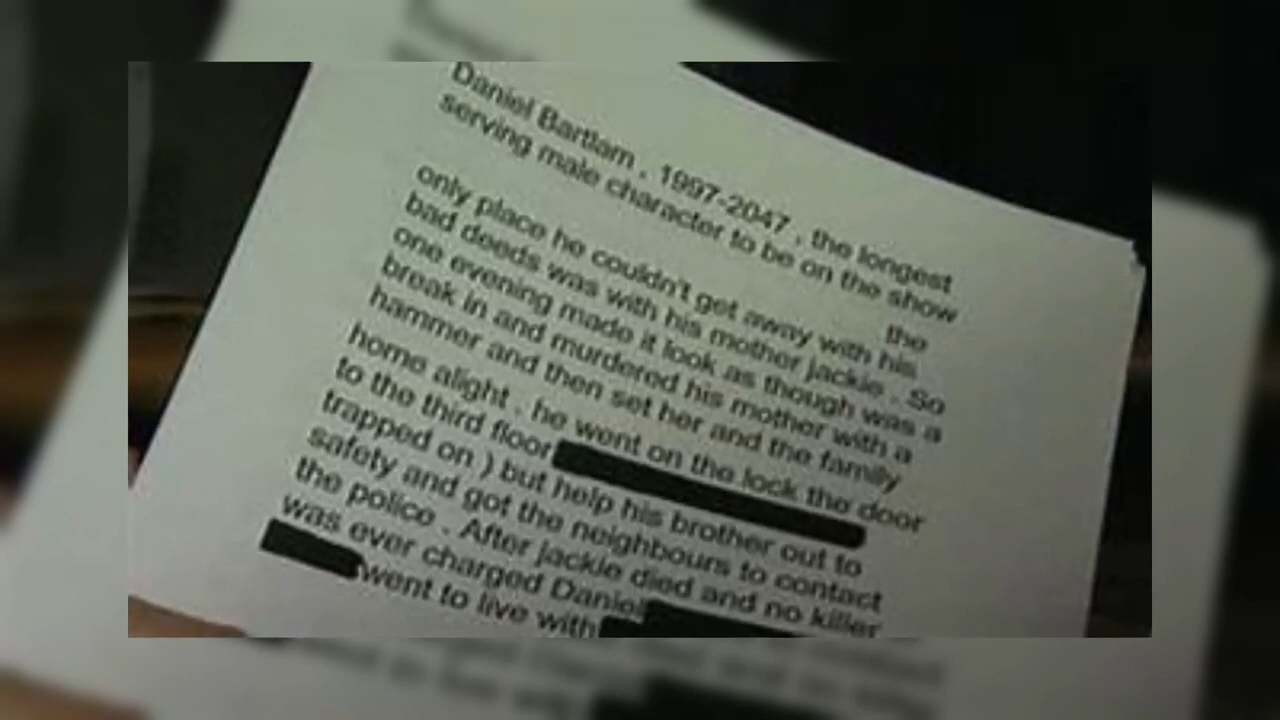 Daniel Bartlam , 1997-2047 , the longest
serving male character to be on the show
the
only place he couldn't get away with his
bad deeds was with his mother jackie . So
one evening made it look as though was a
break in and murdered his mother with a
hammer and then set her and the family
home alight . he went on the lock the door
to the third floor
trapped on ) but help his brother out to
safety and got the neighbours to contact
the police . After jackie died and no killer
was ever charged Daniel
went to live with